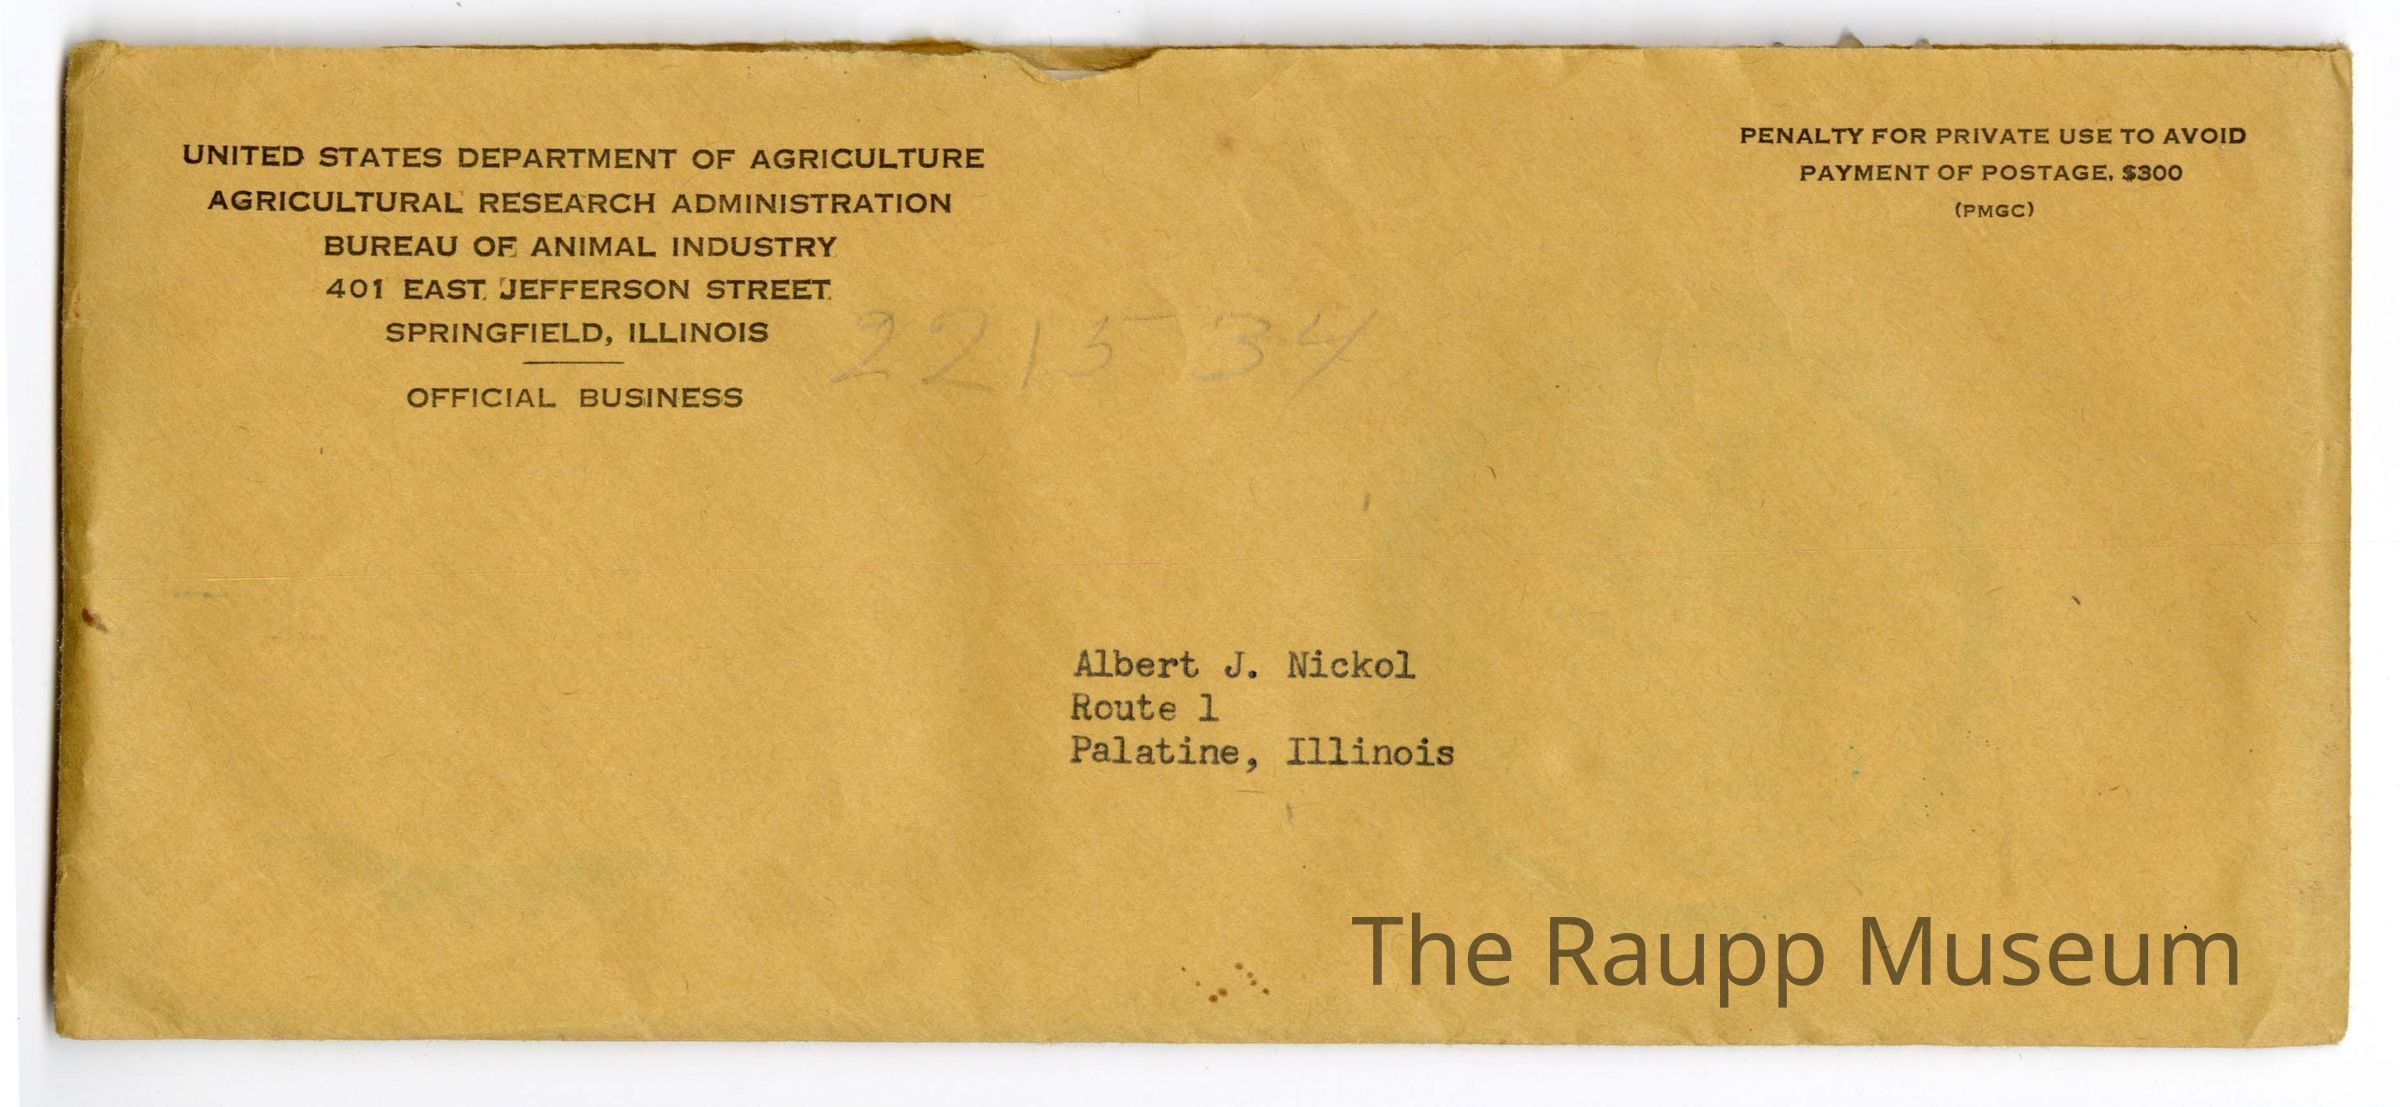 UNITED STATES DEPARTMENT OF AGRICULTURE
AGRICULTURAL RESEARCH ADMINISTRATION
BUREAU OF ANIMAL INDUSTRY
401 EAST JEFFERSON STREET
SPRINGFIELD, ILLINOIS
OFFICIAL BUSINESS
PENALTY FOR PRIVATE USE TO AVOID
PAYMENT OF POSTAGE, $300
(PMGC)
2215 34
Albert J. Nickol
Route 1
Palatine, Illinois
The Raupp Museum